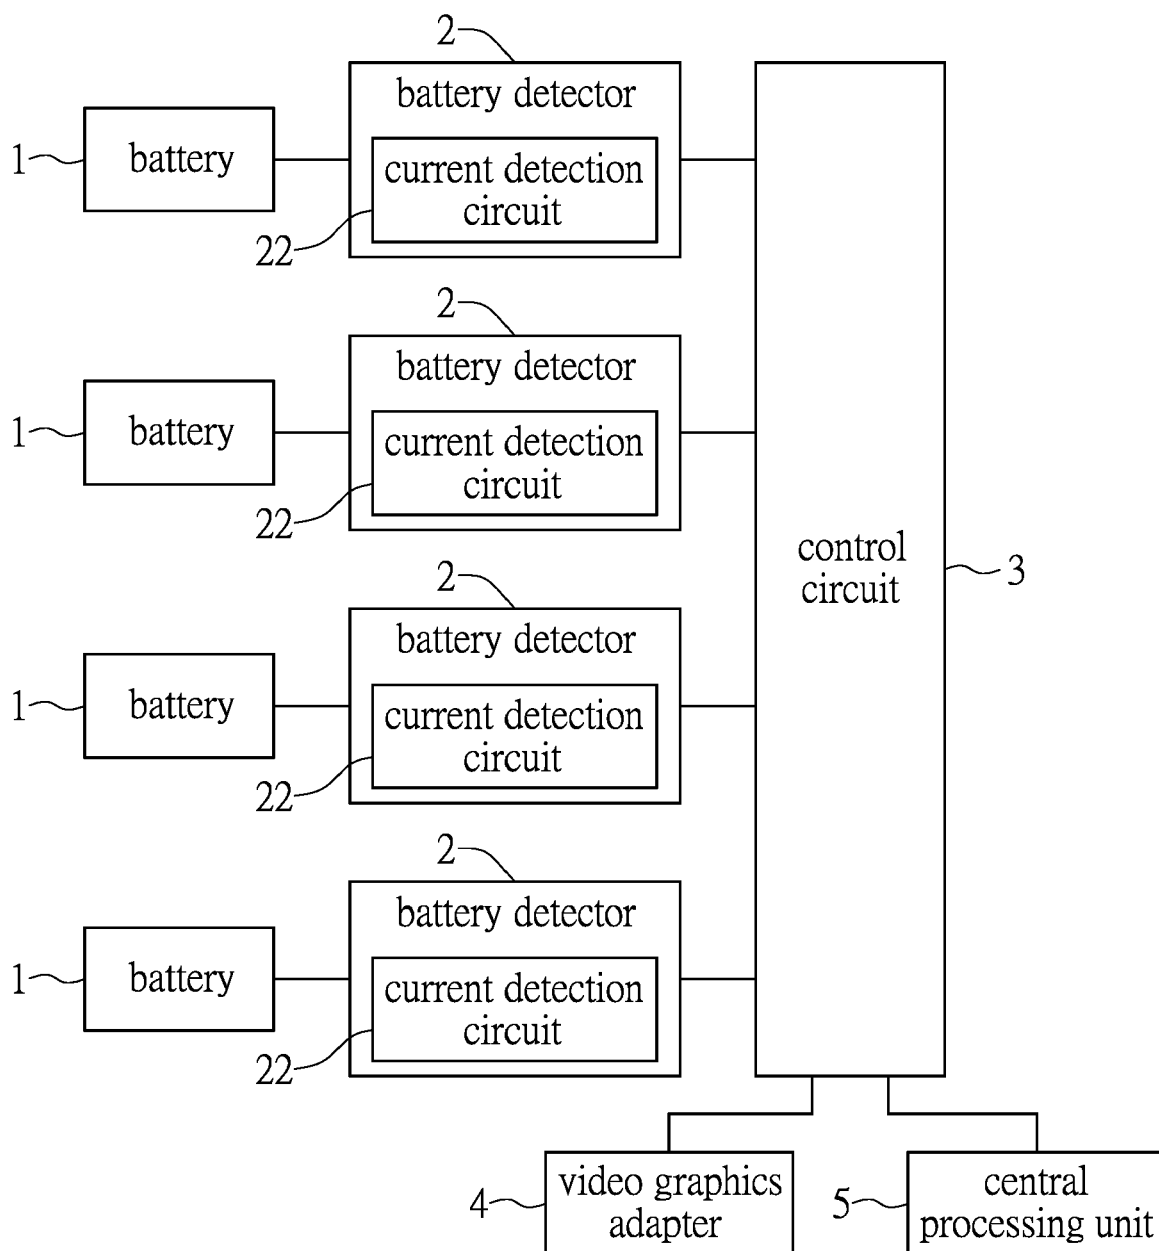 2
battery detector
1
battery
current detection
circuit
22
2
battery detector
1
battery
current detection
circuit
22
control
circuit
3
2
battery detector
1
battery
current detection
circuit
22
2
battery detector
1
battery
current detection
circuit
22
4
video graphics
adapter
5
central
processing unit